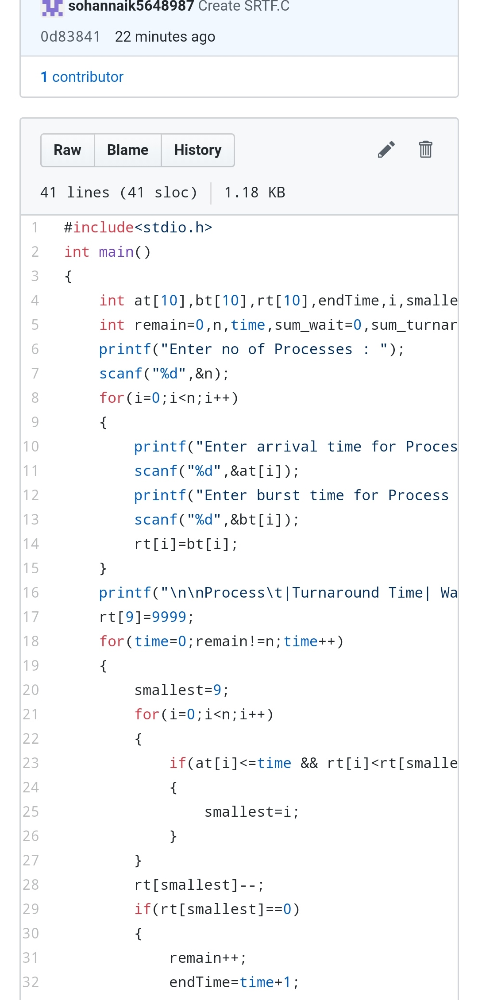 sohannaik5648987 Create SRTF.C
0d83841 22 minutes ago
1 contributor
Raw Blame History
41 lines (41 sloc) 1.18 KB
1 #include<stdio.h>
2 int main()
3 {
4 int at[10],bt[10],rt[10],endTime,i,smalle
5 int remain=0,n,time,sum_wait=0,sum_turnar
6 printf("Enter no of Processes : ");
7 scanf("%d",&n);
8 for(i=0;i<n;i++)
9 {
10 printf("Enter arrival time for Proces
11 scanf("%d",&at[i]);
12 printf("Enter burst time for Process
13 scanf("%d",&bt[i]);
14 rt[i]=bt[i];
15 }
16 printf("\n\nProcess\t|Turnaround Time| Wa
17 rt[9]=9999;
18 for(time=0;remain!=n;time++)
19 {
20 smallest=9;
21 for(i=0;i<n;i++)
22 {
23 if(at[i]<=time && rt[i]<rt[smalle
24 {
25 smallest=i;
26 }
27 }
28 rt[smallest]--;
29 if(rt[smallest]==0)
30 {
31 remain++;
32 endTime=time+1;